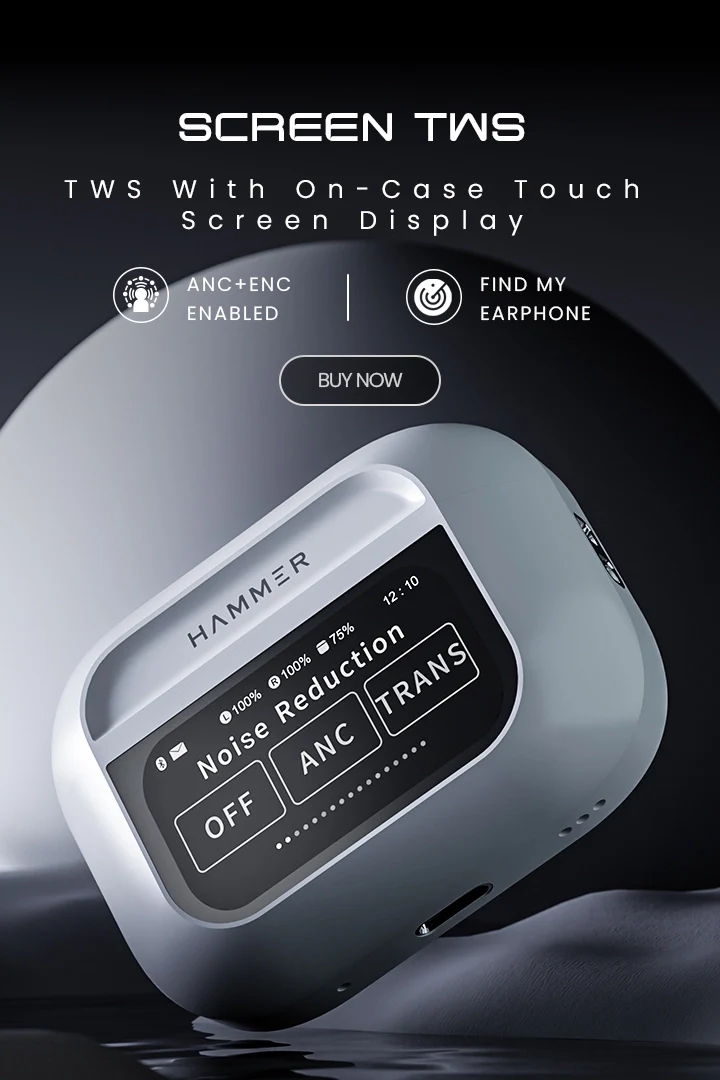 SCREEN TWS
TWS With On-Case Touch
Screen Display
ANC+ENC
ENABLED
FIND MY
EARPHONE
BUY NOW
HAMMER
L 100% R 100% 75% 12:10
Noise Reduction
OFF ANC TRANS